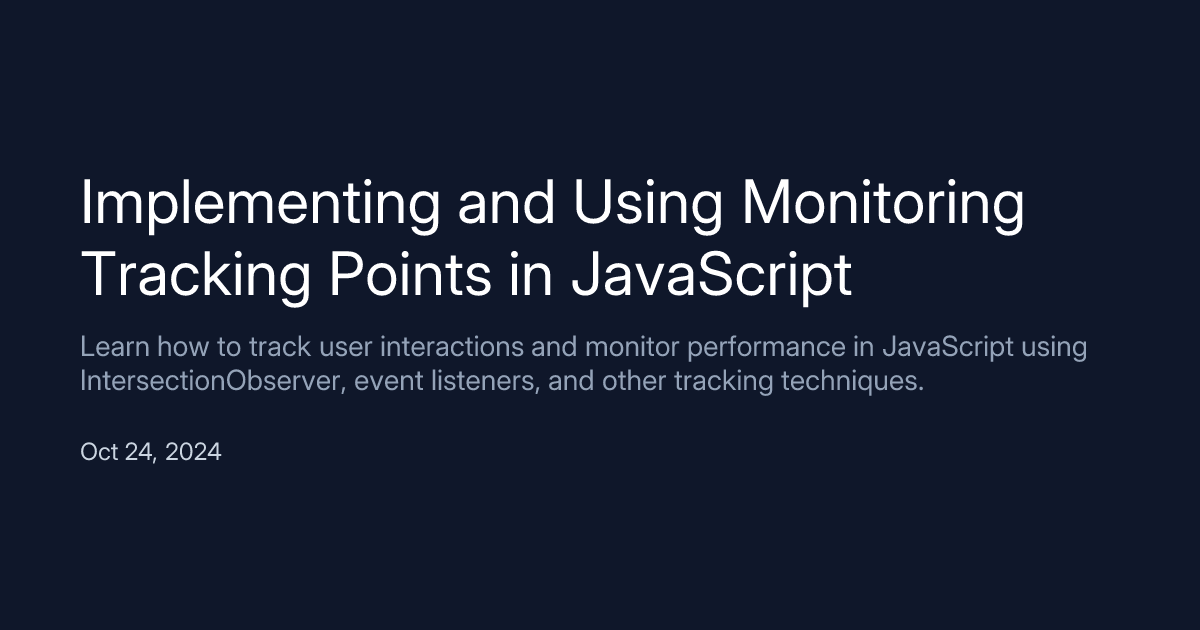 Implementing and Using Monitoring
Tracking Points in JavaScript
Learn how to track user interactions and monitor performance in JavaScript using
IntersectionObserver, event listeners, and other tracking techniques.
Oct 24, 2024